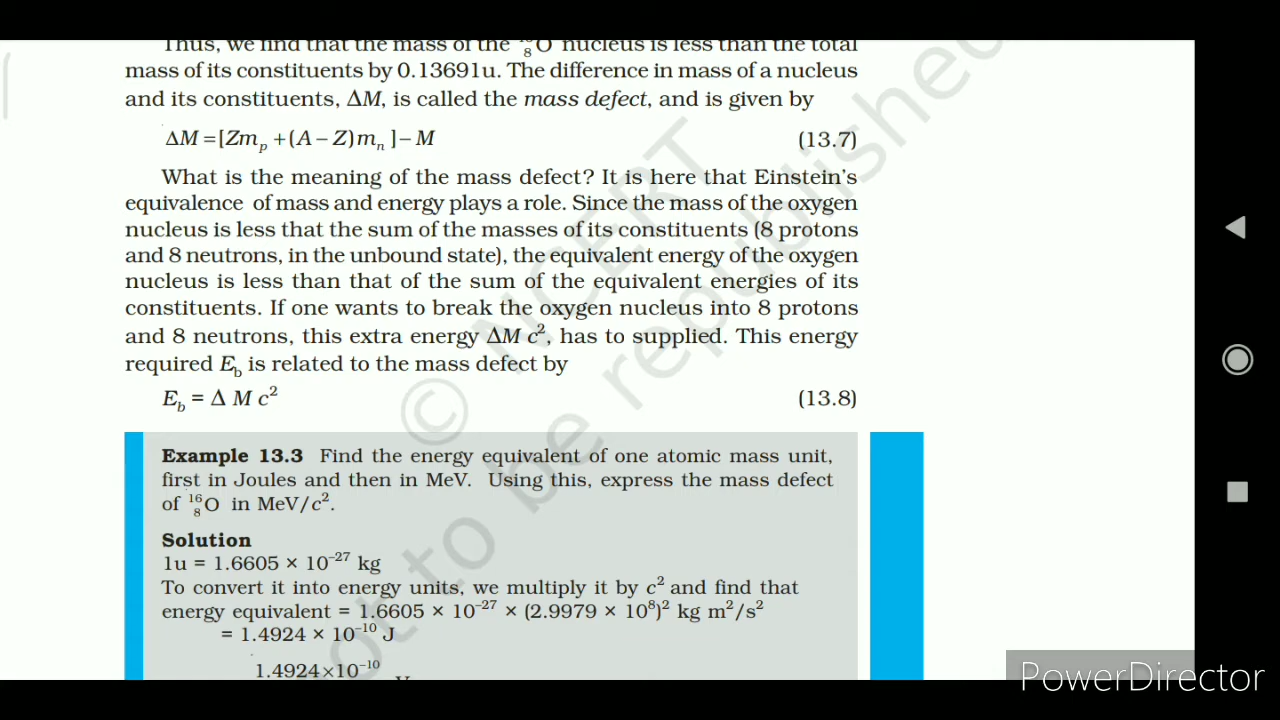 Thus, we find that the mass of the ¹⁶₈O nucleus is less than the total
mass of its constituents by 0.13691u. The difference in mass of a nucleus
and its constituents, ΔM, is called the mass defect, and is given by
ΔM = [Zmₚ + (A − Z)mₙ] − M (13.7)
What is the meaning of the mass defect? It is here that Einstein's
equivalence of mass and energy plays a role. Since the mass of the oxygen
nucleus is less that the sum of the masses of its constituents (8 protons
and 8 neutrons, in the unbound state), the equivalent energy of the oxygen
nucleus is less than that of the sum of the equivalent energies of its
constituents. If one wants to break the oxygen nucleus into 8 protons
and 8 neutrons, this extra energy ΔM c², has to supplied. This energy
required E_b is related to the mass defect by
E_b = Δ M c² (13.8)
Example 13.3 Find the energy equivalent of one atomic mass unit,
first in Joules and then in MeV. Using this, express the mass defect
of ¹⁶₈O in MeV/c².
Solution
1u = 1.6605 × 10⁻²⁷ kg
To convert it into energy units, we multiply it by c² and find that
energy equivalent = 1.6605 × 10⁻²⁷ × (2.9979 × 10⁸)² kg m²/s²
= 1.4924 × 10⁻¹⁰ J
1.4924×10⁻¹⁰
© NCERT
not to be republished
PowerDirector